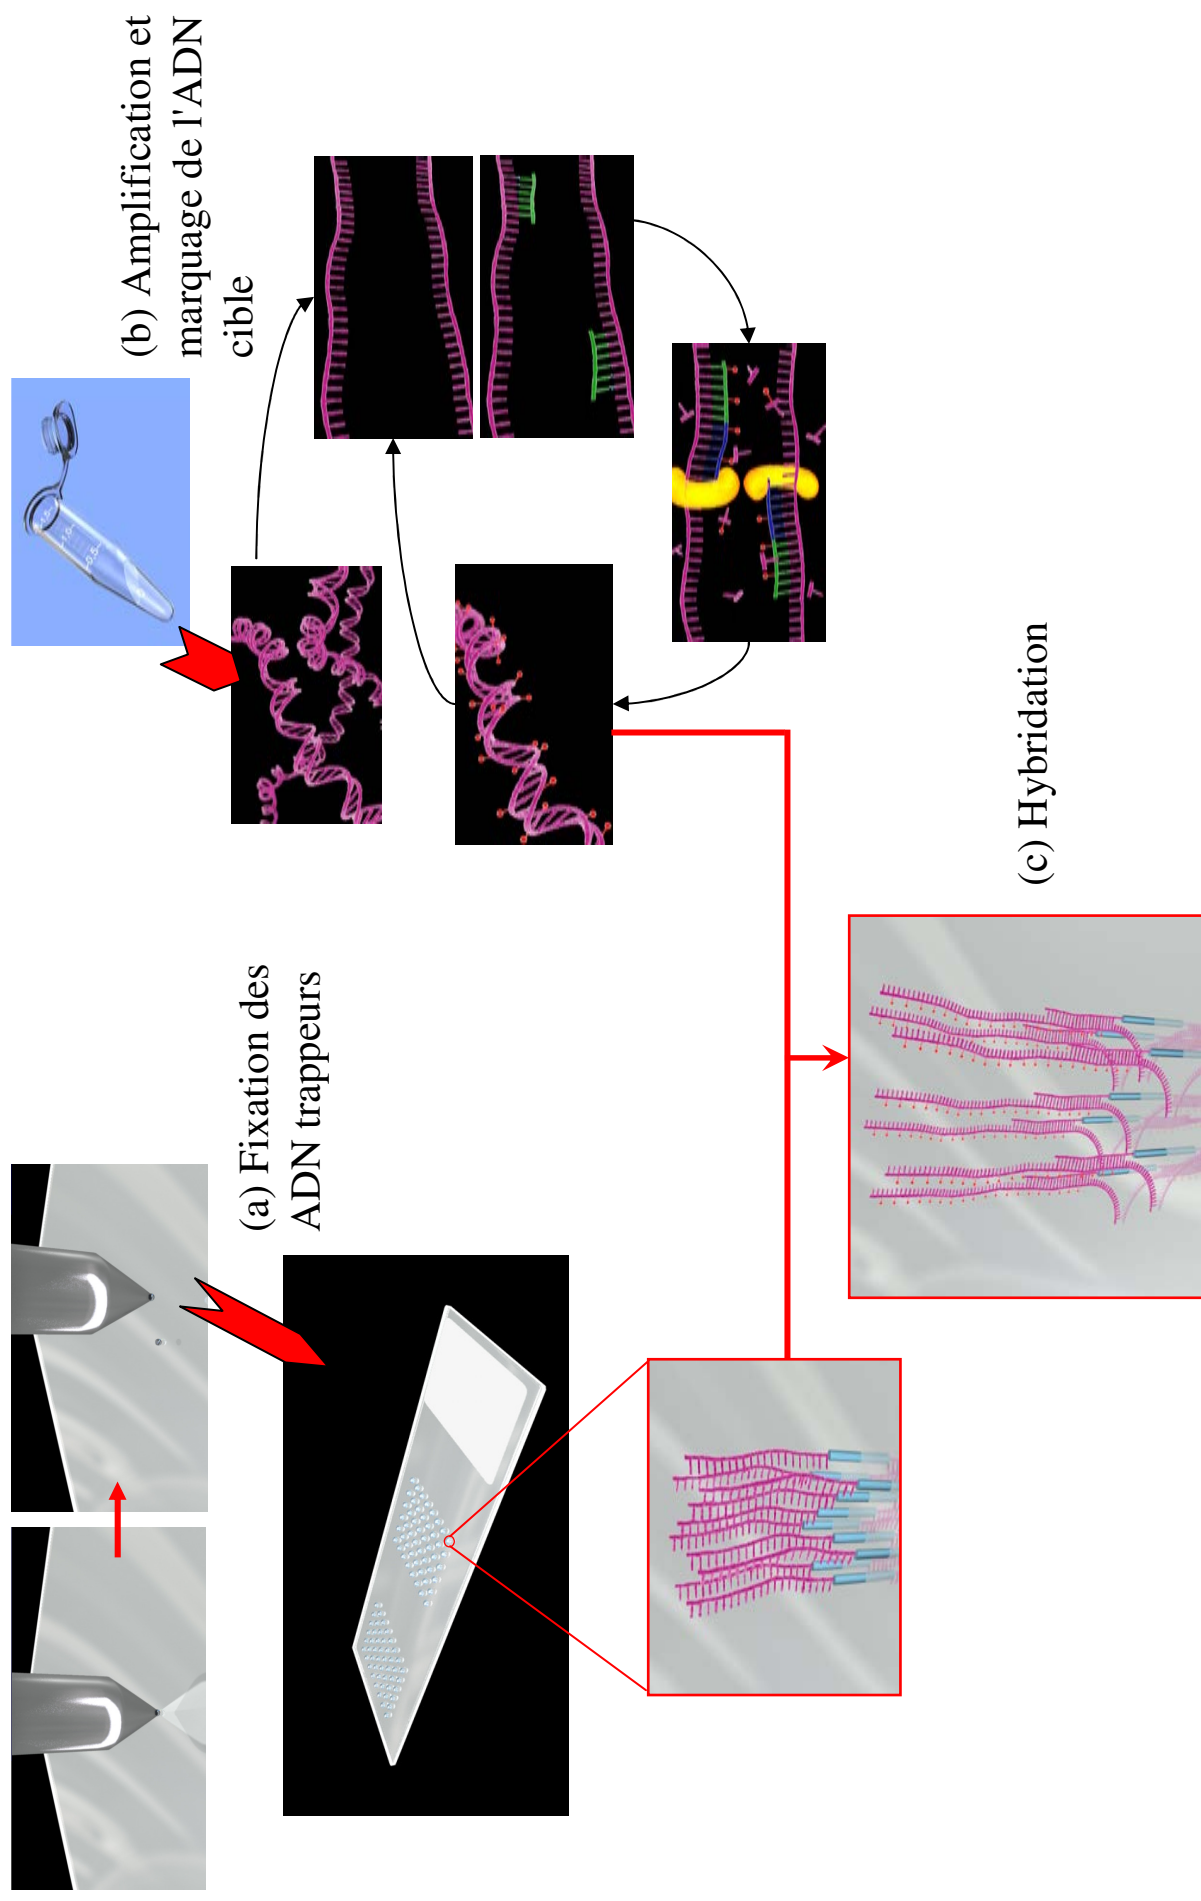 (a) Fixation des
ADN trappeurs
(b) Amplification et
marquage de l'ADN
cible
(c) Hybridation